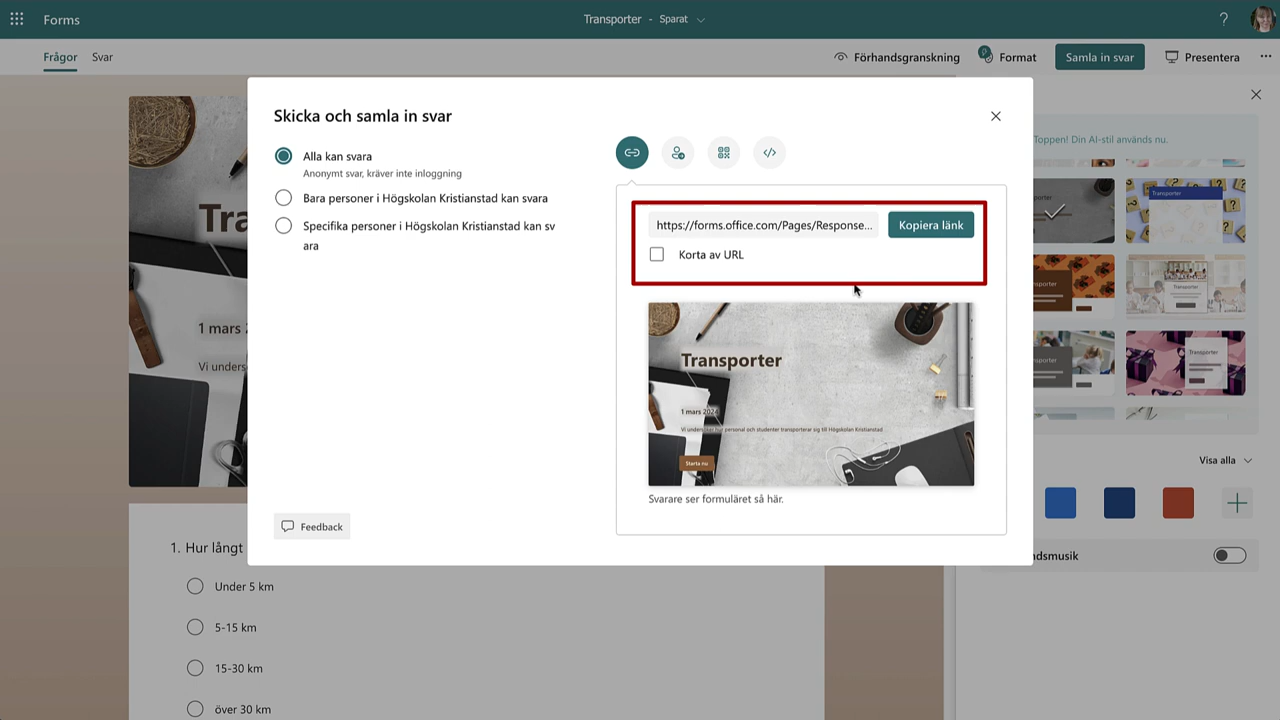 Forms
Transporter - Sparat
?
Frågor
Svar
Förhandsgranskning
Format
Samla in svar
Presentera
Skicka och samla in svar
Alla kan svara
Anonymt svar, kräver inte inloggning
Bara personer i Högskolan Kristianstad kan svara
Specifika personer i Högskolan Kristianstad kan sv
ara
https://forms.office.com/Pages/Response...
Kopiera länk
Korta av URL
Transporter
1 mars 2024
Vi undersöker hur personal och studenter transporterar sig till Högskolan Kristianstad
Starta nu
Svarare ser formuläret så här.
Feedback
Tra
1 mars 2
Vi unders
1. Hur långt
Under 5 km
5-15 km
15-30 km
över 30 km
Toppen! Din AI-stil används nu.
Transporter
Transporter
Transporter
Visa alla
dsmusik